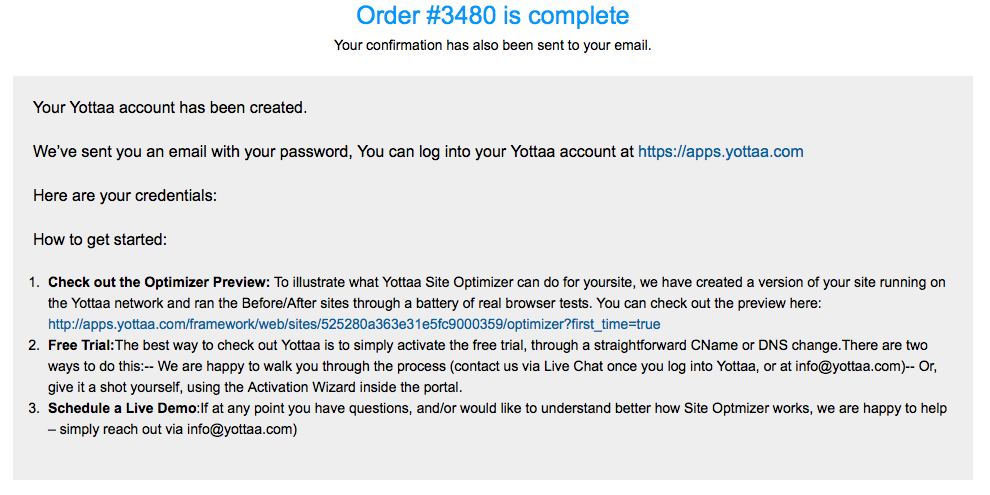 Order #3480 is complete
Your confirmation has also been sent to your email.
Your Yottaa account has been created.
We've sent you an email with your password, You can log into your Yottaa account at https://apps.yottaa.com
Here are your credentials:
How to get started:
1. Check out the Optimizer Preview: To illustrate what Yottaa Site Optimizer can do for yoursite, we have created a version of your site running on
the Yottaa network and ran the Before/After sites through a battery of real browser tests. You can check out the preview here:
http://apps.yottaa.com/framework/web/sites/525280a363e31e5fc9000359/optimizer?first_time=true
2. Free Trial:The best way to check out Yottaa is to simply activate the free trial, through a straightforward CName or DNS change.There are two
ways to do this:-- We are happy to walk you through the process (contact us via Live Chat once you log into Yottaa, or at info@yottaa.com)-- Or,
give it a shot yourself, using the Activation Wizard inside the portal.
3. Schedule a Live Demo:If at any point you have questions, and/or would like to understand better how Site Optmizer works, we are happy to help
– simply reach out via info@yottaa.com)